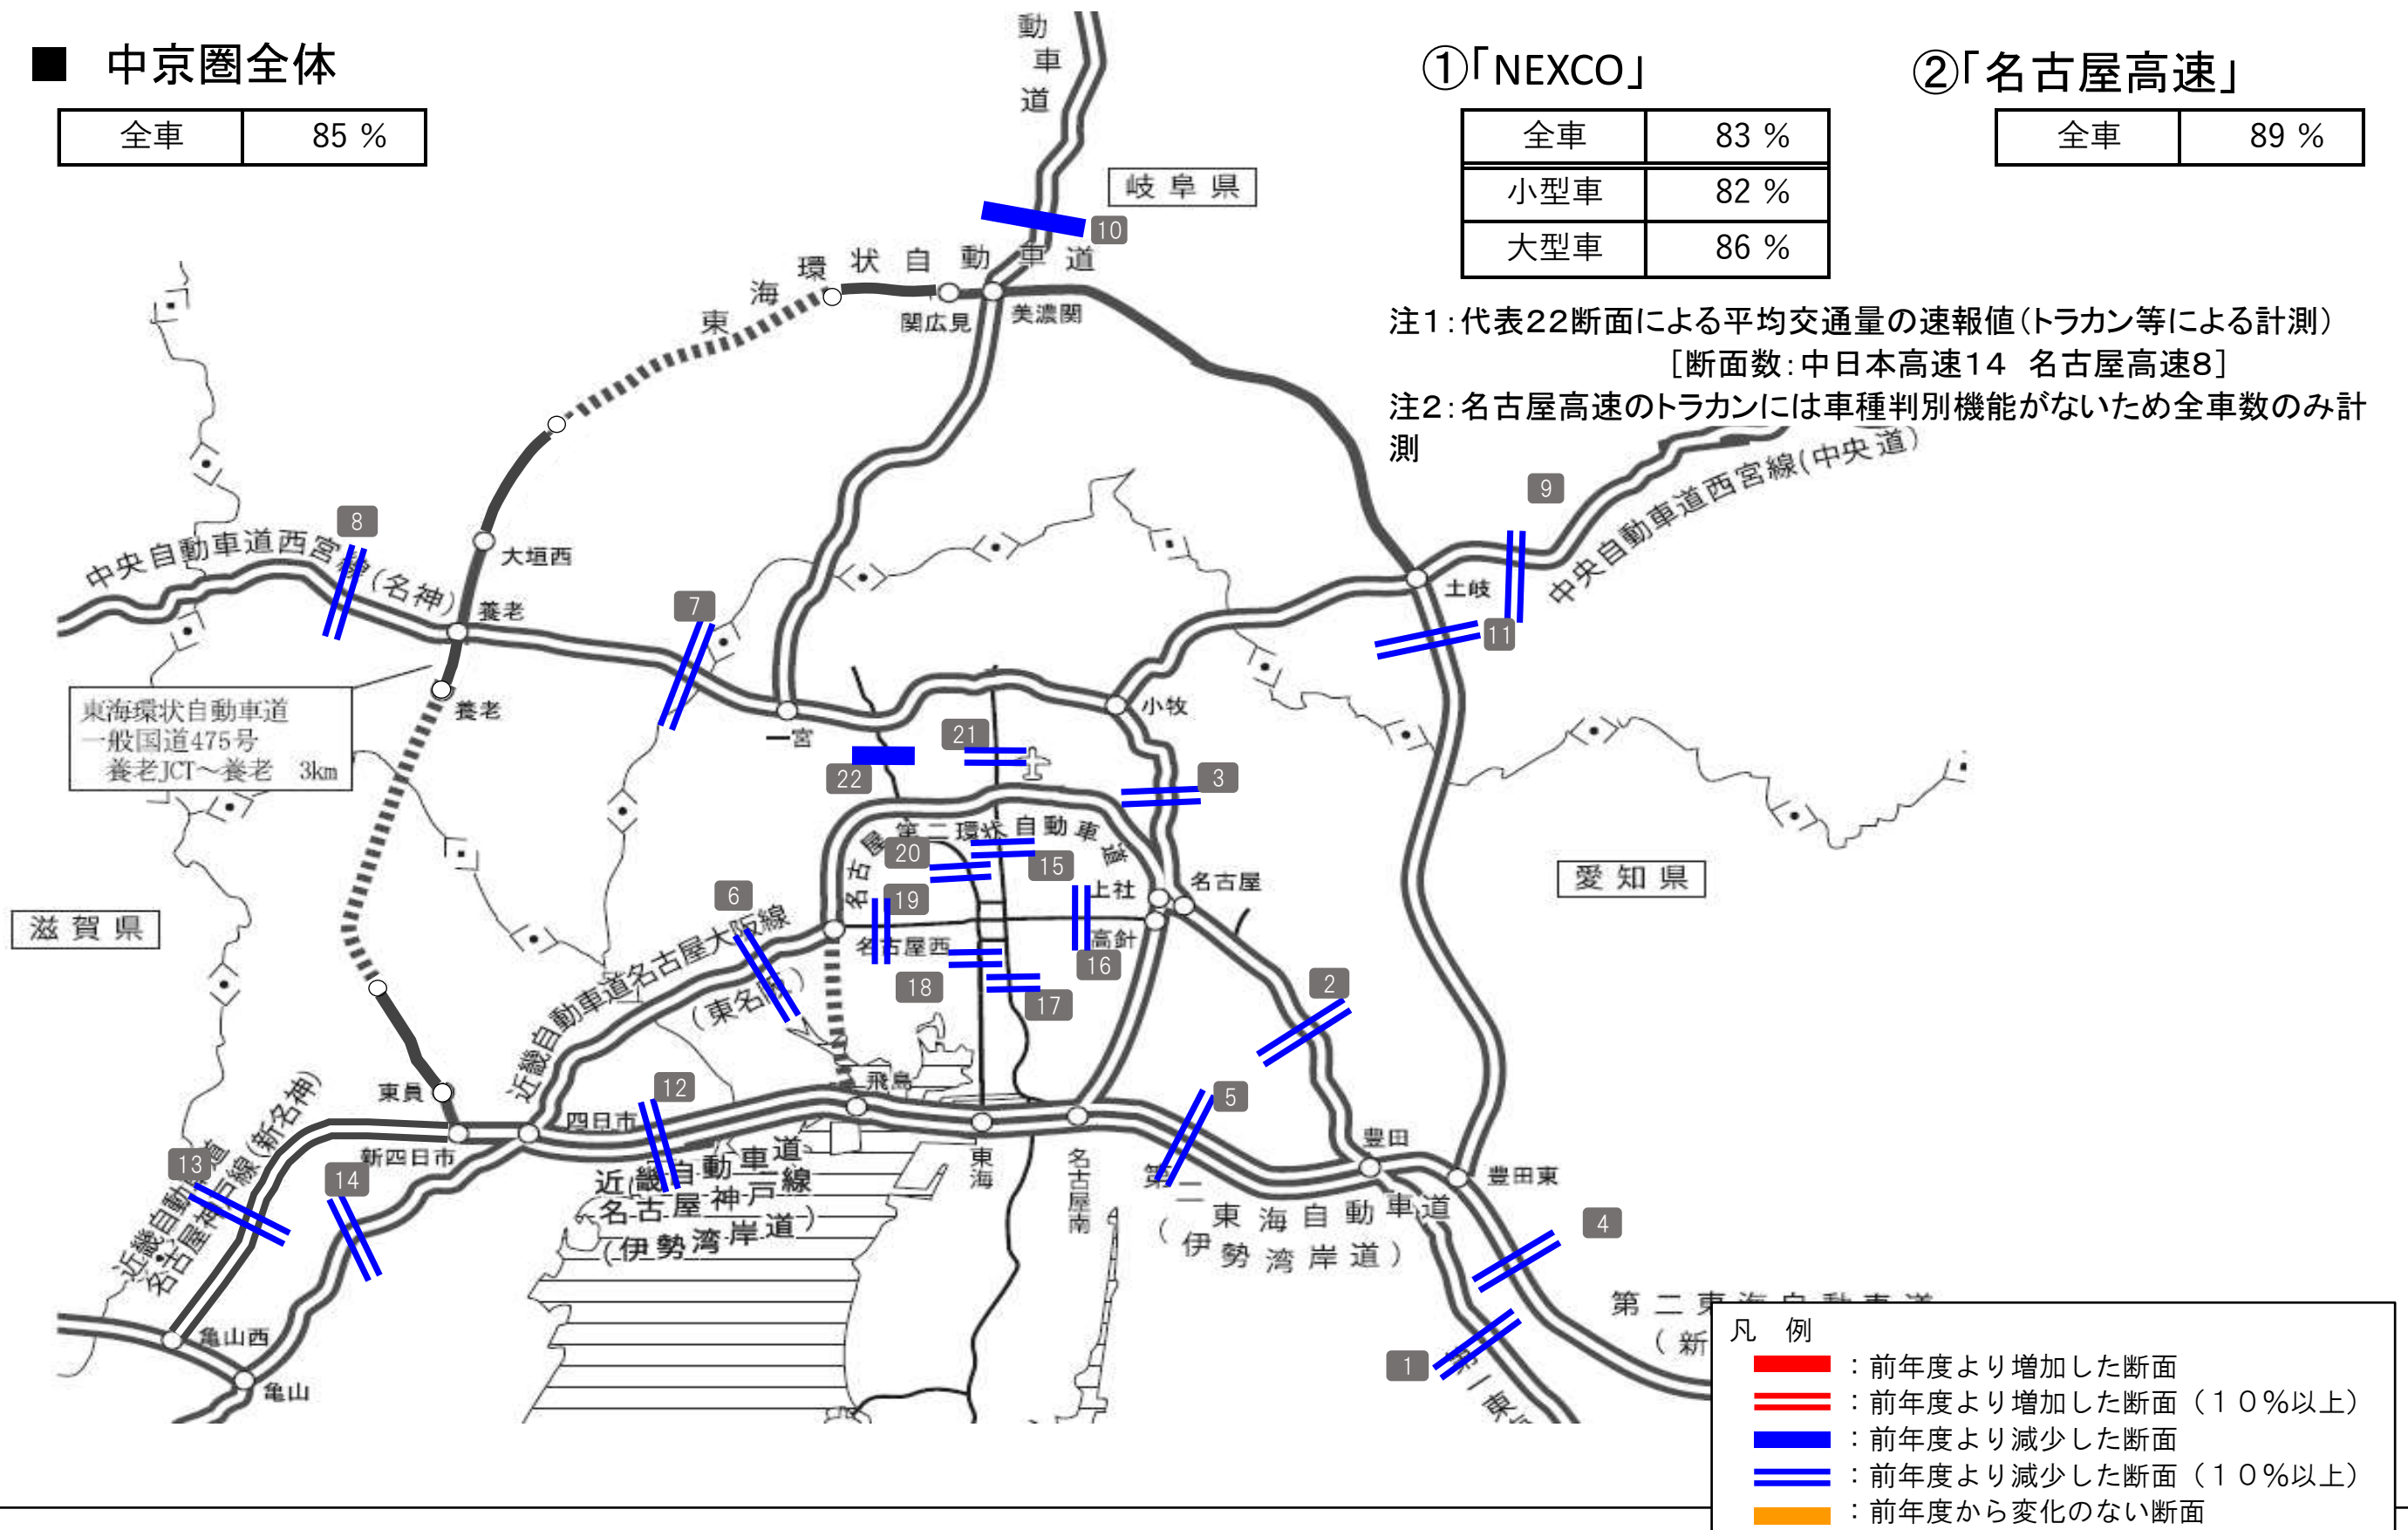 ■ 中京圏全体
全車 85 %
①「NEXCO」
全車 83 %
小型車 82 %
大型車 86 %
②「名古屋高速」
全車 89 %
注1:代表22断面による平均交通量の速報値(トラカン等による計測)
[断面数:中日本高速14 名古屋高速8]
注2:名古屋高速のトラカンには車種判別機能がないため全車数のみ計
測
動車道
岐阜県
10
東海環状自動車道
関広見
美濃関
中央自動車道西宮線(中央道)
9
8
中央自動車道西宮線(名神)
大垣西
養老
7
土岐
11
東海環状自動車道
一般国道475号
養老JCT~養老 3km
養老
一宮
小牧
21
22
3
名古屋第二環状自動車道
20
15
上社
名古屋
愛知県
滋賀県
6
19
近畿自動車道名古屋大阪線
(東名阪)
名古屋西
高針
16
18
17
2
飛島
東員
12
5
四日市
新四日市
近畿自動車道
名古屋神戸線(新名神)
13
14
近畿自動車道
名古屋神戸線
(伊勢湾岸道)
東海
名古屋南
豊田
豊田東
第二東海自動車道
(伊勢湾岸道)
4
亀山西
亀山
1
第一東
第二東海自動車道
(新
凡 例
:前年度より増加した断面
:前年度より増加した断面(10%以上)
:前年度より減少した断面
:前年度より減少した断面(10%以上)
:前年度から変化のない断面